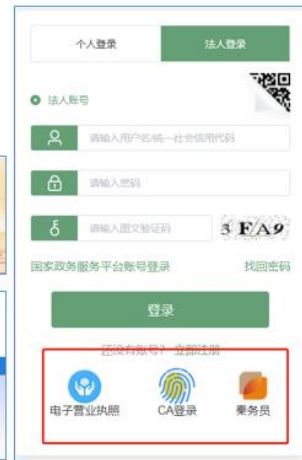 个人登录
法人登录
法人账号
请输入用户名/统一社会信用代码
请输入密码
请输入图文验证码
3 FA9
国家政务服务平台账号登录
找回密码
登录
还没有账号? 立即注册
电子营业执照
CA登录
秦务员